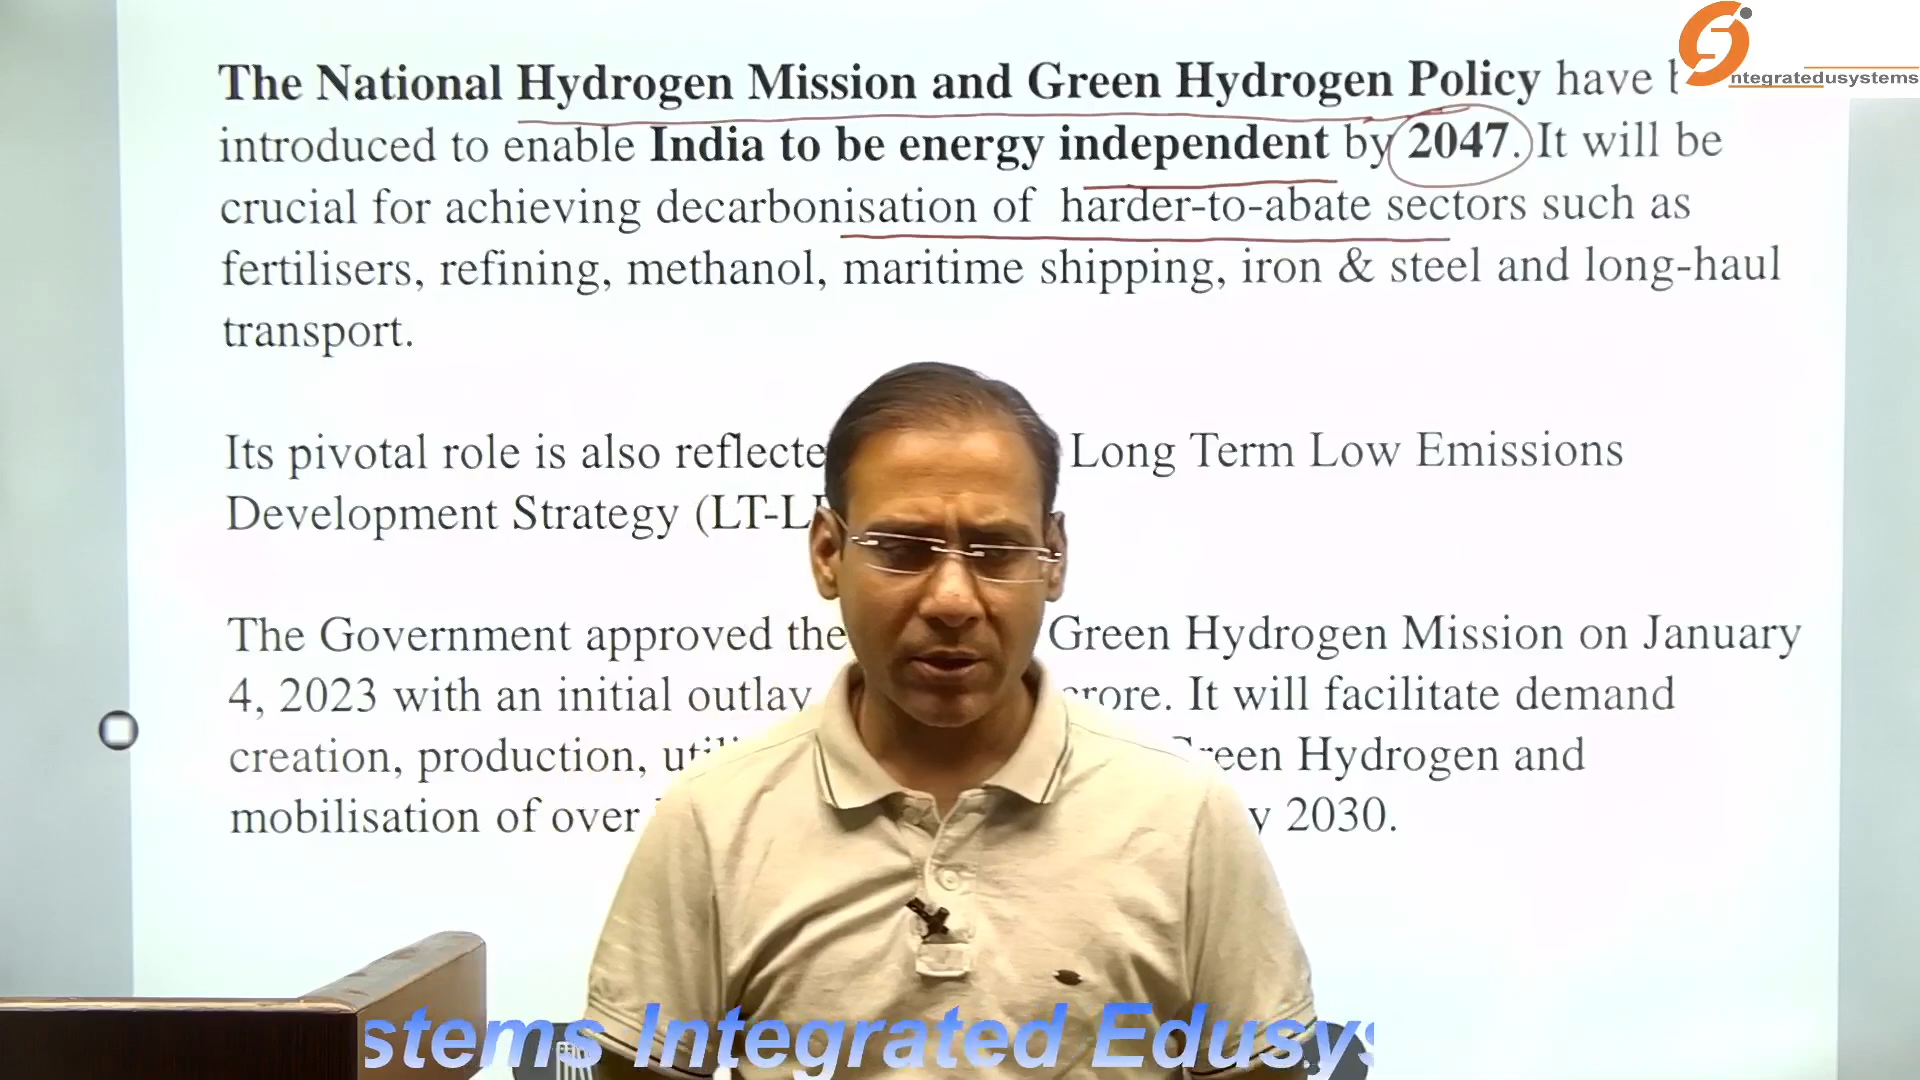 The National Hydrogen Mission and Green Hydrogen Policy have
introduced to enable India to be energy independent by 2047. It will be
crucial for achieving decarbonisation of harder-to-abate sectors such as
fertilisers, refining, methanol, maritime shipping, iron & steel and long-haul
transport.
Its pivotal role is also reflecte Long Term Low Emissions
Development Strategy (LT-L
The Government approved the Green Hydrogen Mission on January
4, 2023 with an initial outlay crore. It will facilitate demand
creation, production, Green Hydrogen and
mobilisation of over y 2030.
ntegratedusystems
stems Integrated Edusys